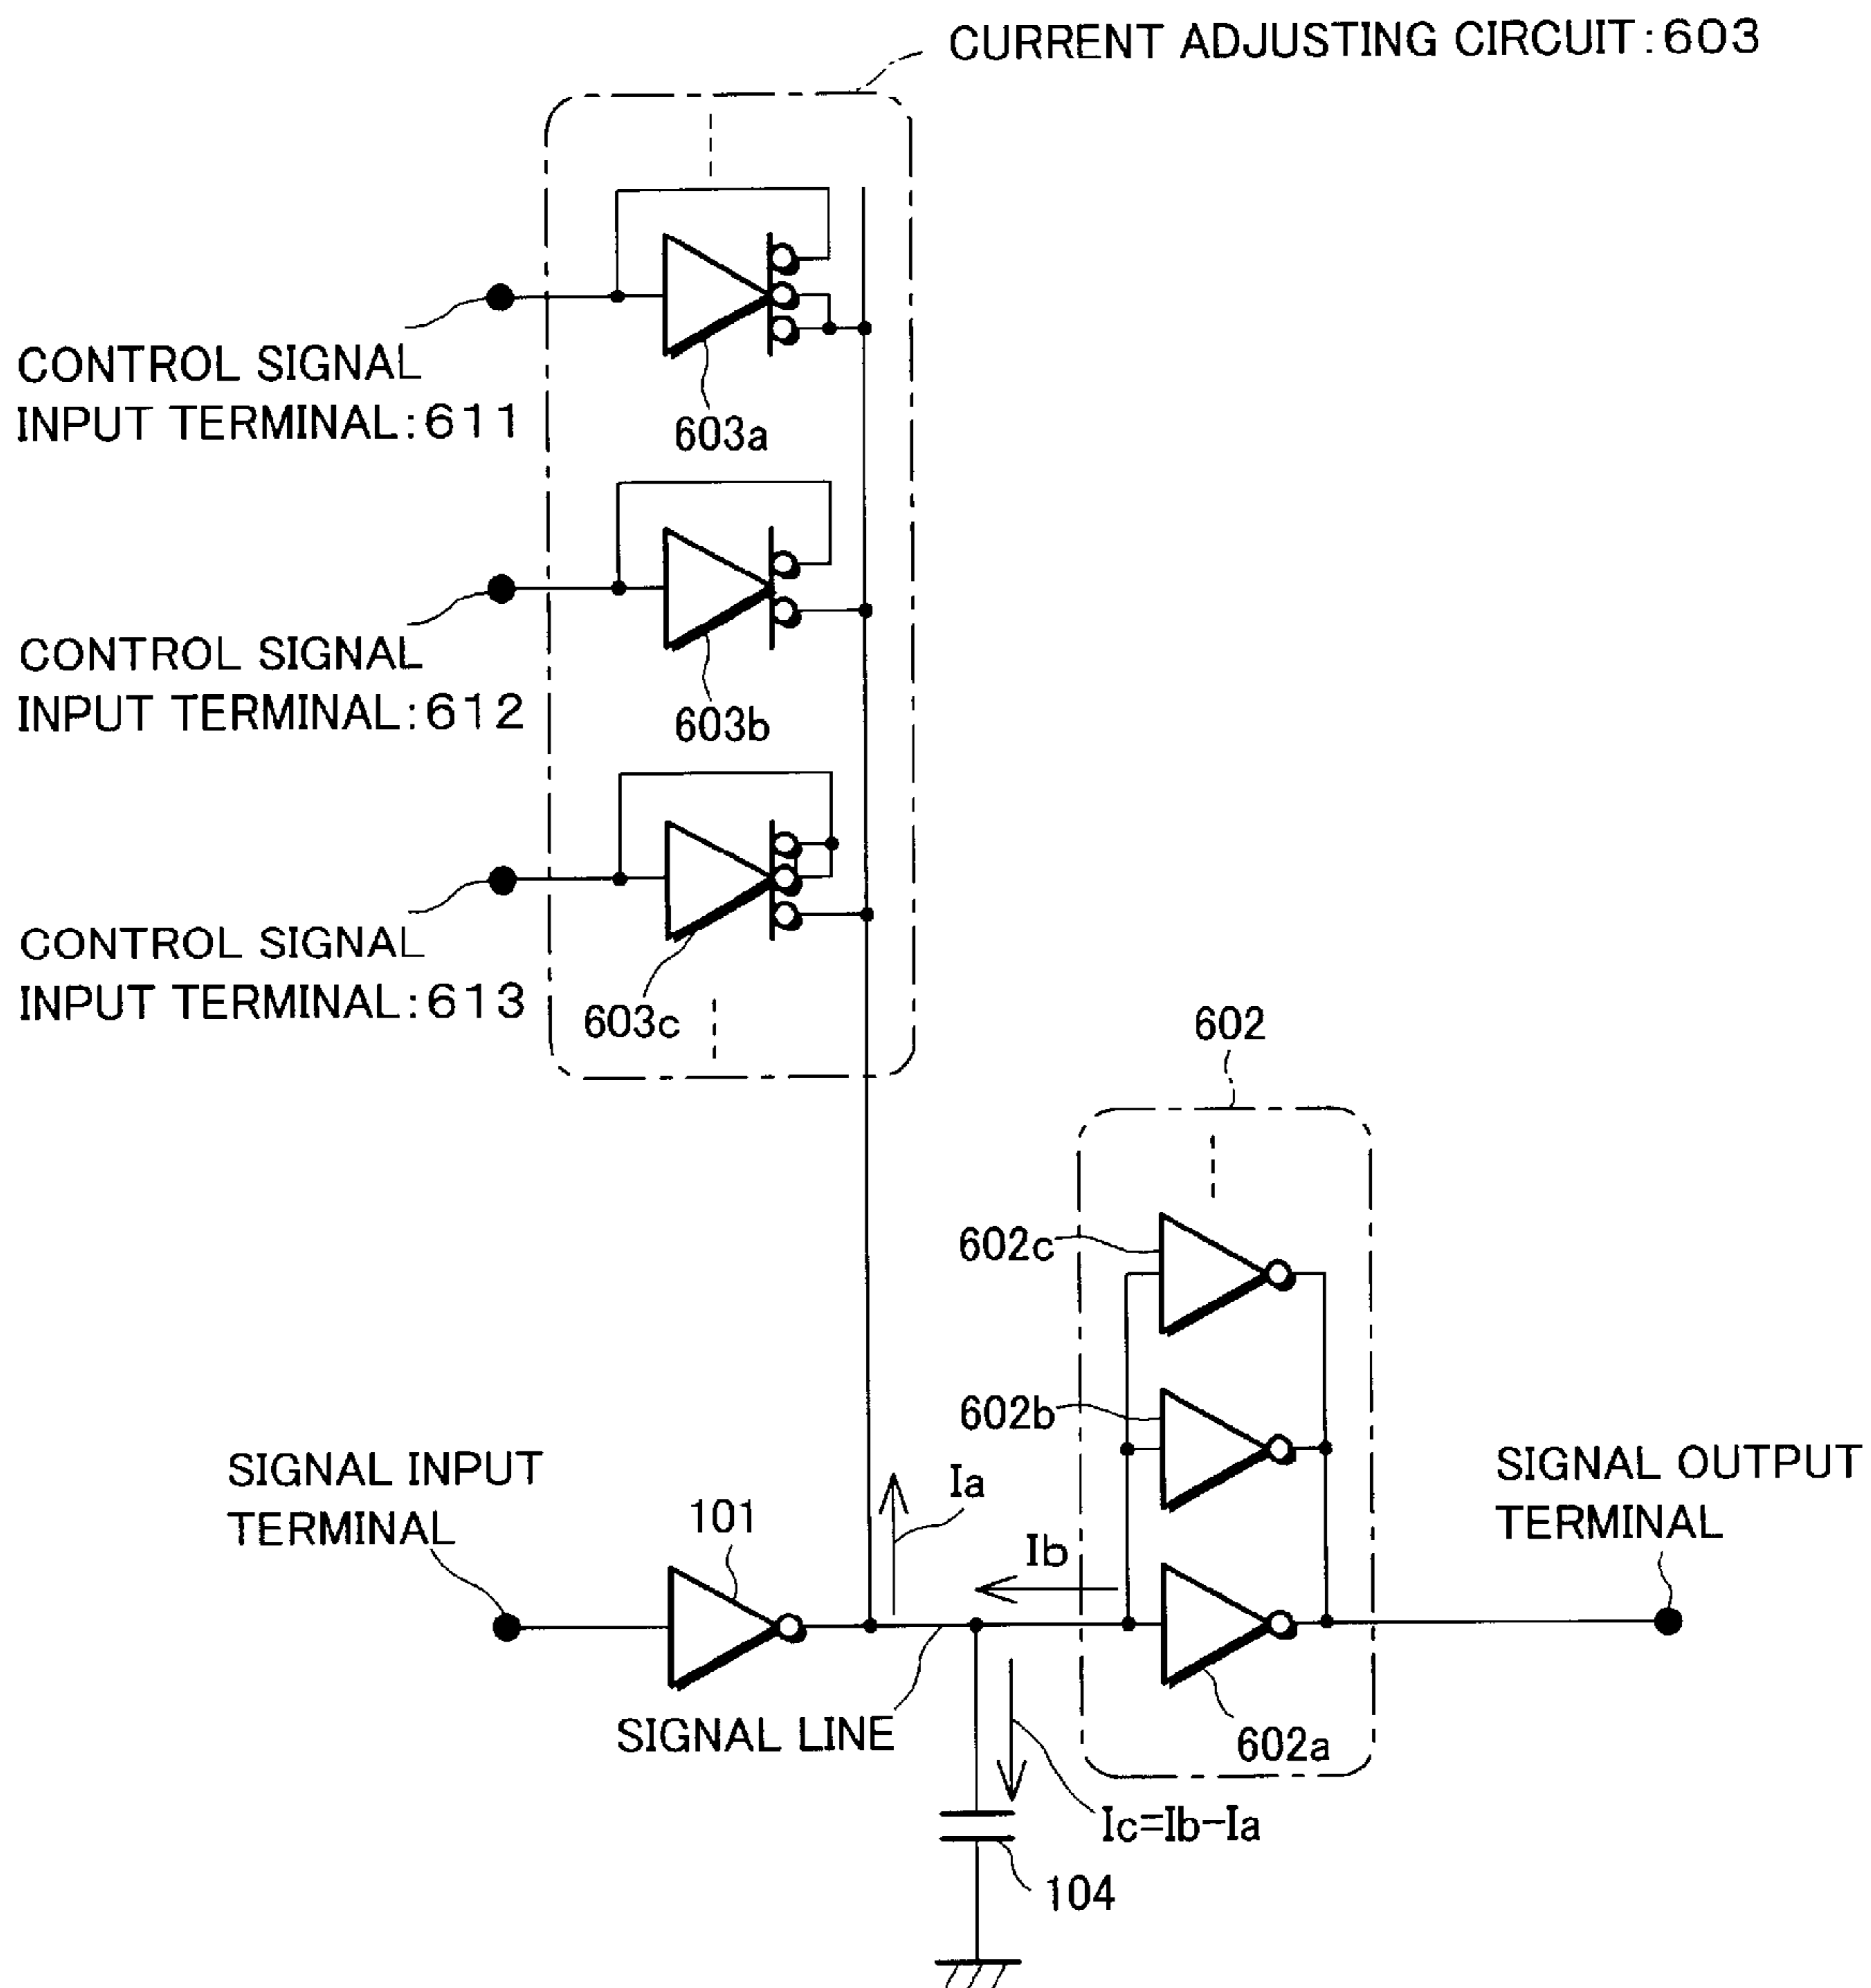 CURRENT ADJUSTING CIRCUIT:603
CONTROL SIGNAL
INPUT TERMINAL:611
603a
CONTROL SIGNAL
INPUT TERMINAL:612
603b
CONTROL SIGNAL
INPUT TERMINAL:613
603c
602
602c
602b
SIGNAL INPUT
TERMINAL
101
Ia
Ib
SIGNAL OUTPUT
TERMINAL
SIGNAL LINE
602a
Ic=Ib-Ia
104